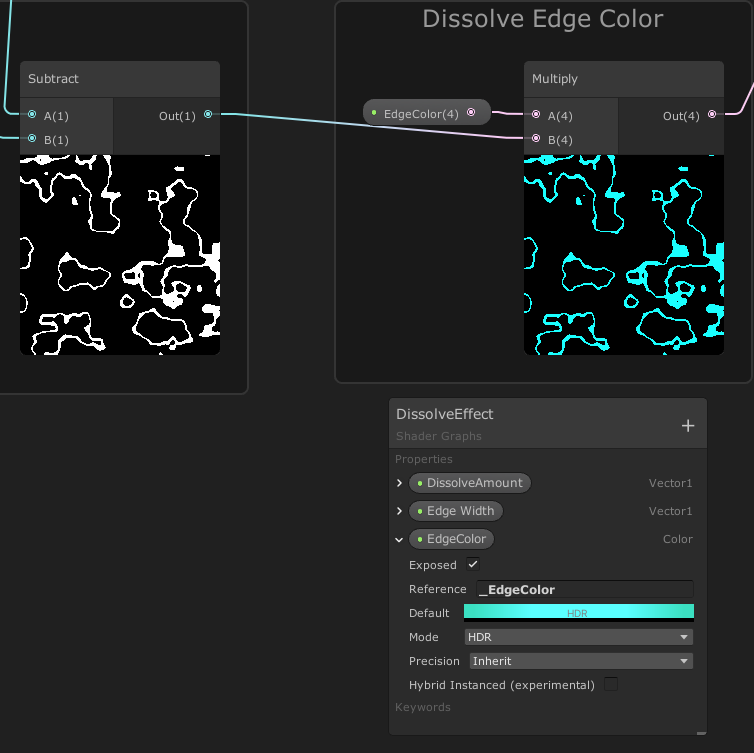 Dissolve Edge Color
Subtract
A(1)
Out(1)
B(1)
EdgeColor(4)
Multiply
A(4)
Out(4)
B(4)
DissolveEffect
Shader Graphs
Properties
DissolveAmount Vector1
Edge Width Vector1
EdgeColor Color
Exposed
Reference _EdgeColor
Default HDR
Mode HDR
Precision Inherit
Hybrid Instanced (experimental)
Keywords